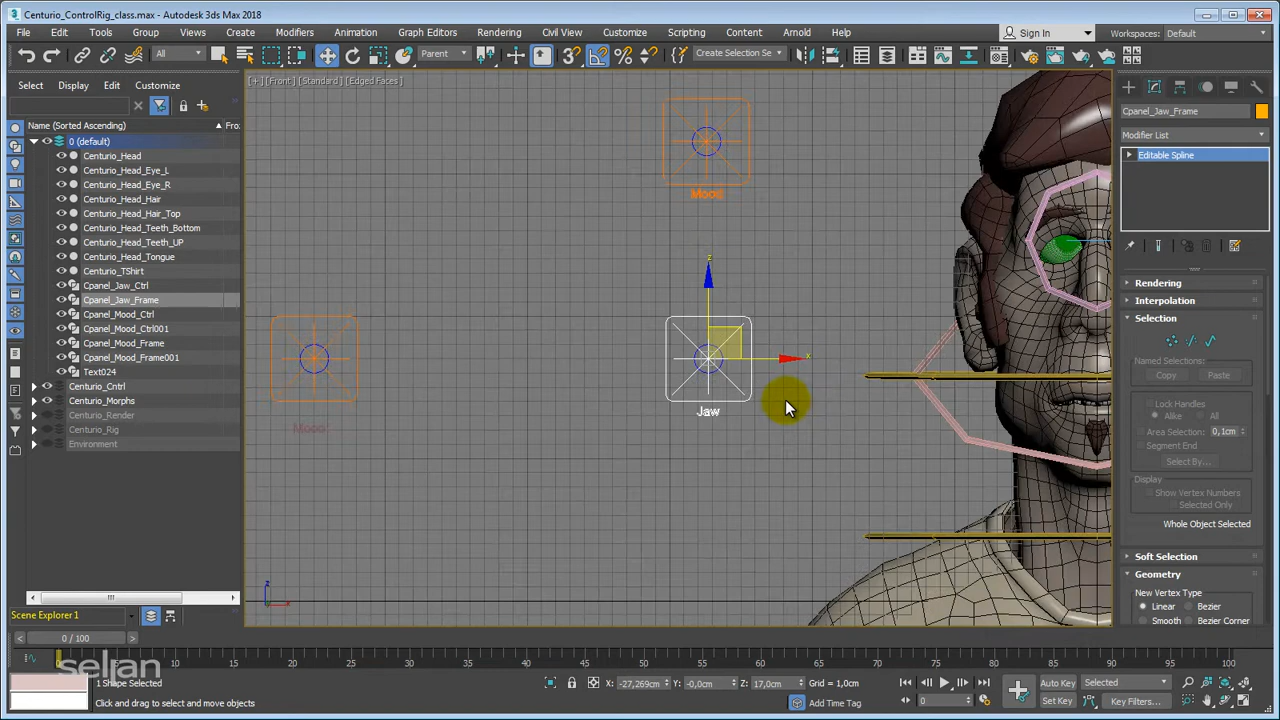 Centurio_ControlRig_class.max - Autodesk 3ds Max 2018
File Edit Tools Group Views Create Modifiers Animation Graph Editors Rendering Civil View Customize Scripting Content Arnold Help
Sign In Workspaces: Default
All Parent Create Selection Se
Select Display Edit Customize
[+] [Front] [Standard] [Edged Faces]
Name (Sorted Ascending) Fro
0 (default)
Centurio_Head
Centurio_Head_Eye_L
Centurio_Head_Eye_R
Centurio_Head_Hair
Centurio_Head_Hair_Top
Centurio_Head_Teeth_Bottom
Centurio_Head_Teeth_UP
Centurio_Head_Tongue
Centurio_TShirt
Cpanel_Jaw_Ctrl
Cpanel_Jaw_Frame
Cpanel_Mood_Ctrl
Cpanel_Mood_Ctrl001
Cpanel_Mood_Frame
Cpanel_Mood_Frame001
Text024
Centurio_Cntrl
Centurio_Morphs
Centurio_Render
Centurio_Rig
Environment
Mood
z
x
Jaw
Mood
z
Cpanel_Jaw_Frame
Modifier List
Editable Spline
Rendering
Interpolation
Selection
Named Selections:
Copy Paste
Lock Handles
Alike All
Area Selection: 0,1cm
Segment End
Select By...
Display
Show Vertex Numbers
Selected Only
Whole Object Selected
Soft Selection
Geometry
New Vertex Type
Linear Bezier
Smooth Bezier Corner
Scene Explorer 1
0 / 100
5 10 15 20 25 30 35 40 45 50 55 60 65 70 75 80 85 90 95 100
seljan
1 Shape Selected
Click and drag to select and move objects
X: -27,269cm Y: -0,0cm Z: 17,0cm Grid = 1,0cm
Add Time Tag
0
Auto Key Selected
Set Key Key Filters...